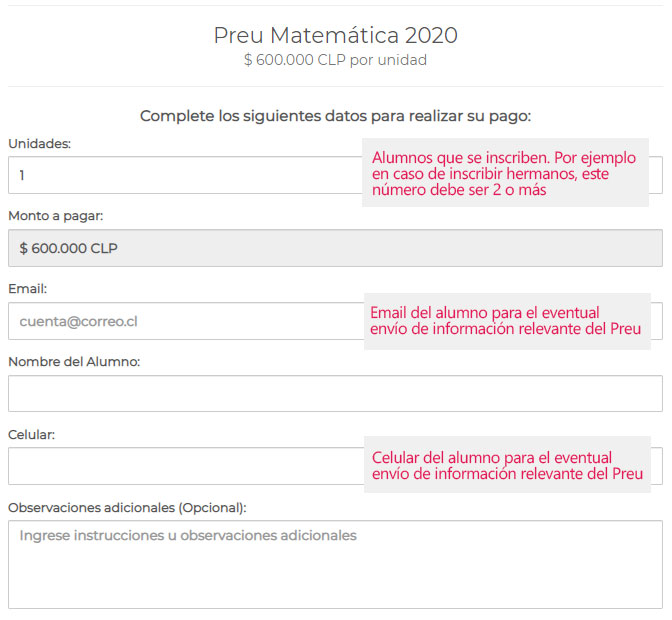 Preu Matemática 2020
$ 600.000 CLP por unidad
Complete los siguientes datos para realizar su pago:
Unidades:
1
Alumnos que se inscriben. Por ejemplo
en caso de inscribir hermanos, este
número debe ser 2 o más
Monto a pagar:
$ 600.000 CLP
Email:
cuenta@correo.cl
Email del alumno para el eventual
envío de información relevante del Preu
Nombre del Alumno:
Celular:
Celular del alumno para el eventual
envío de información relevante del Preu
Observaciones adicionales (Opcional):
Ingrese instrucciones u observaciones adicionales